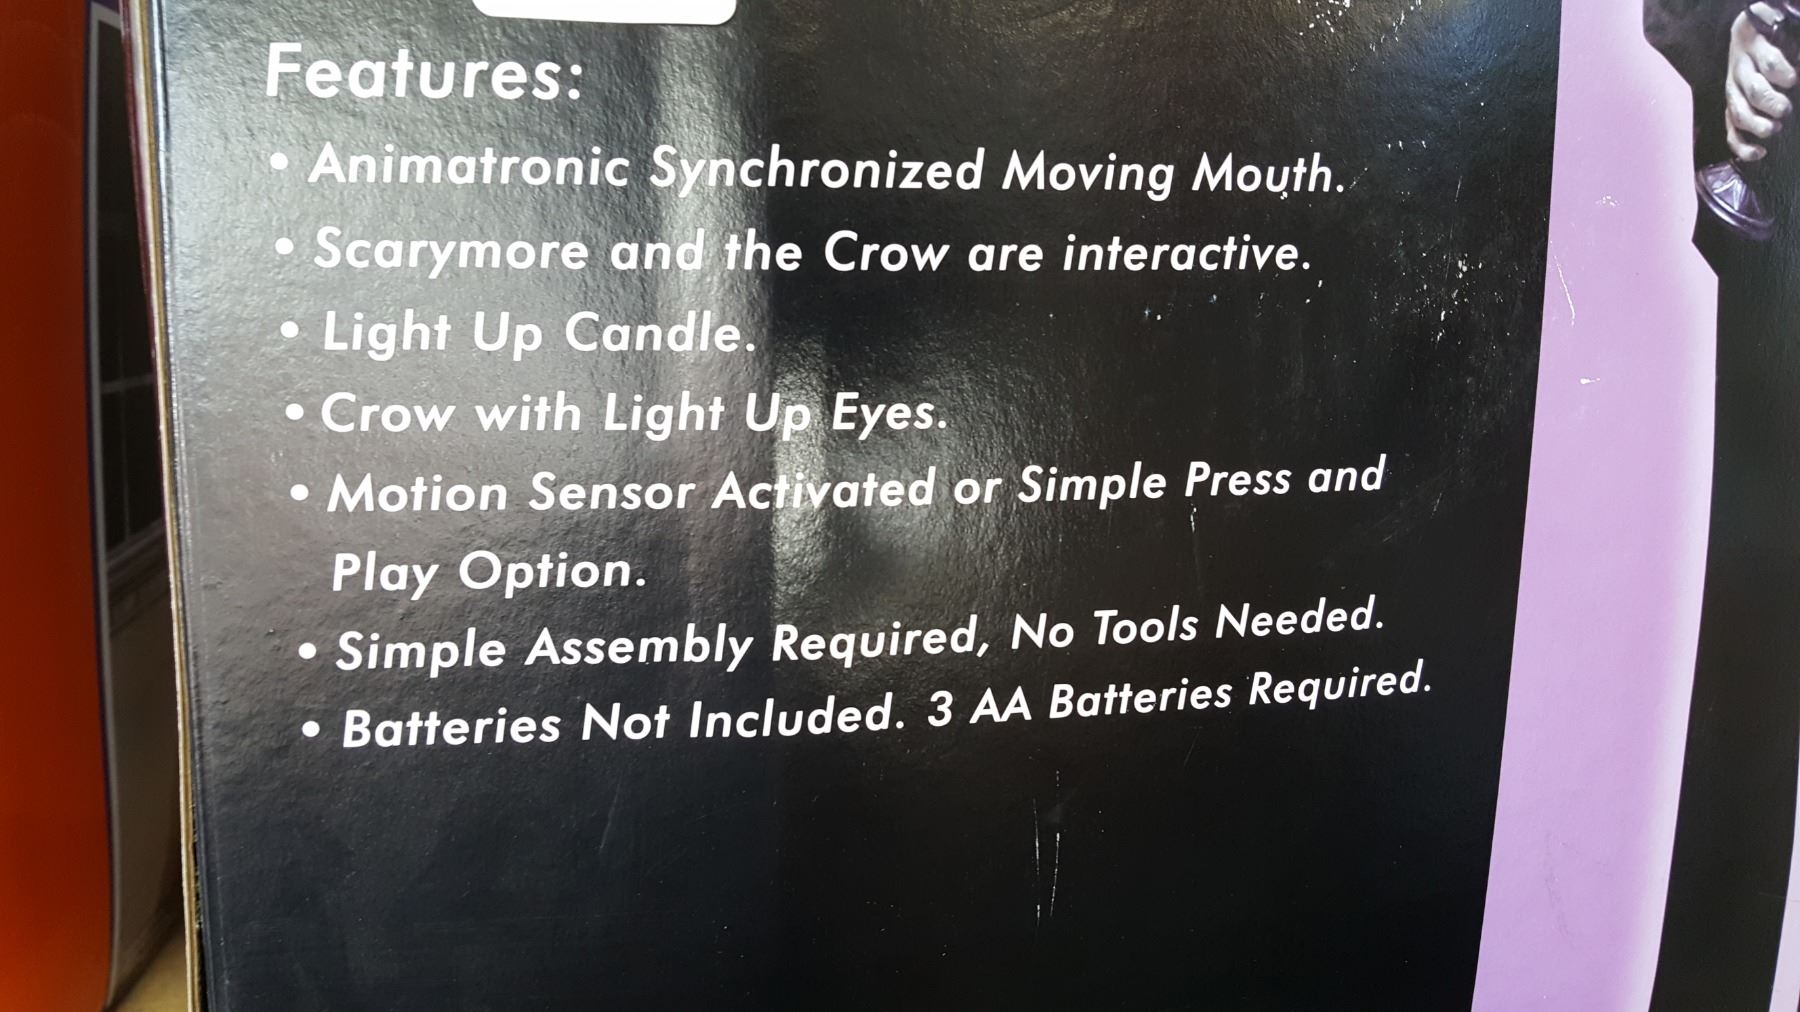 Features:
• Animatronic Synchronized Moving Mouth.
• Scarymore and the Crow are interactive.
• Light Up Candle.
• Crow with Light Up Eyes.
• Motion Sensor Activated or Simple Press and
Play Option.
• Simple Assembly Required, No Tools Needed.
• Batteries Not Included. 3 AA Batteries Required.